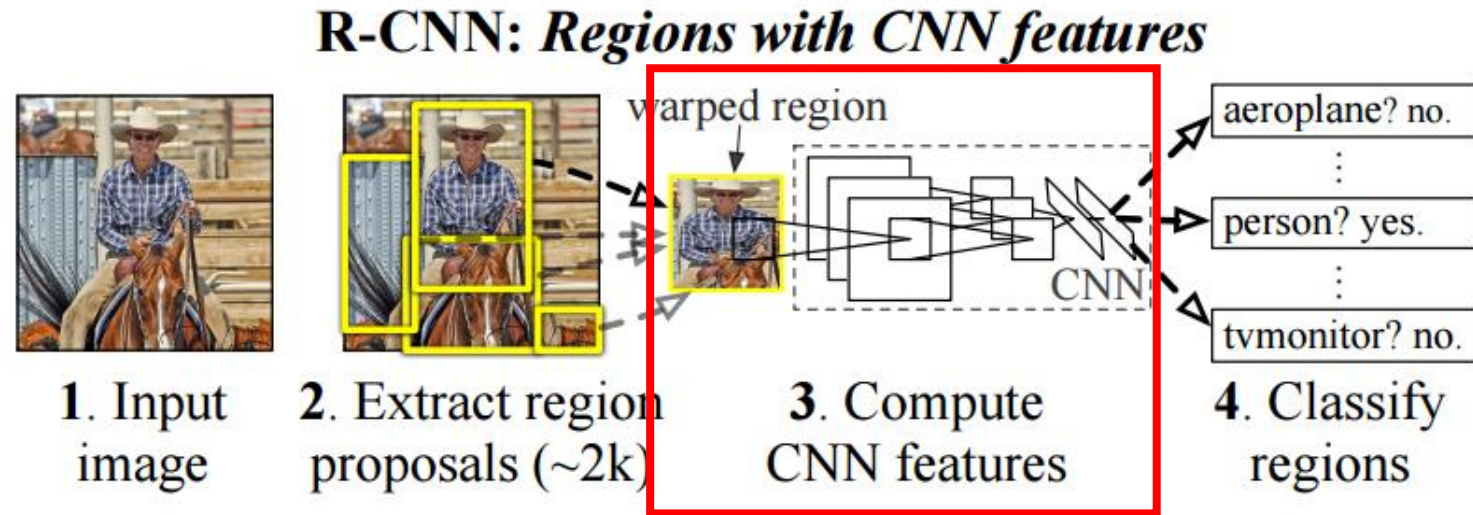 R-CNN: Regions with CNN features
warped region
CNN
aeroplane? no.
⋮
person? yes.
⋮
tvmonitor? no.
1. Input
image
2. Extract region
proposals (~2k)
3. Compute
CNN features
4. Classify
regions